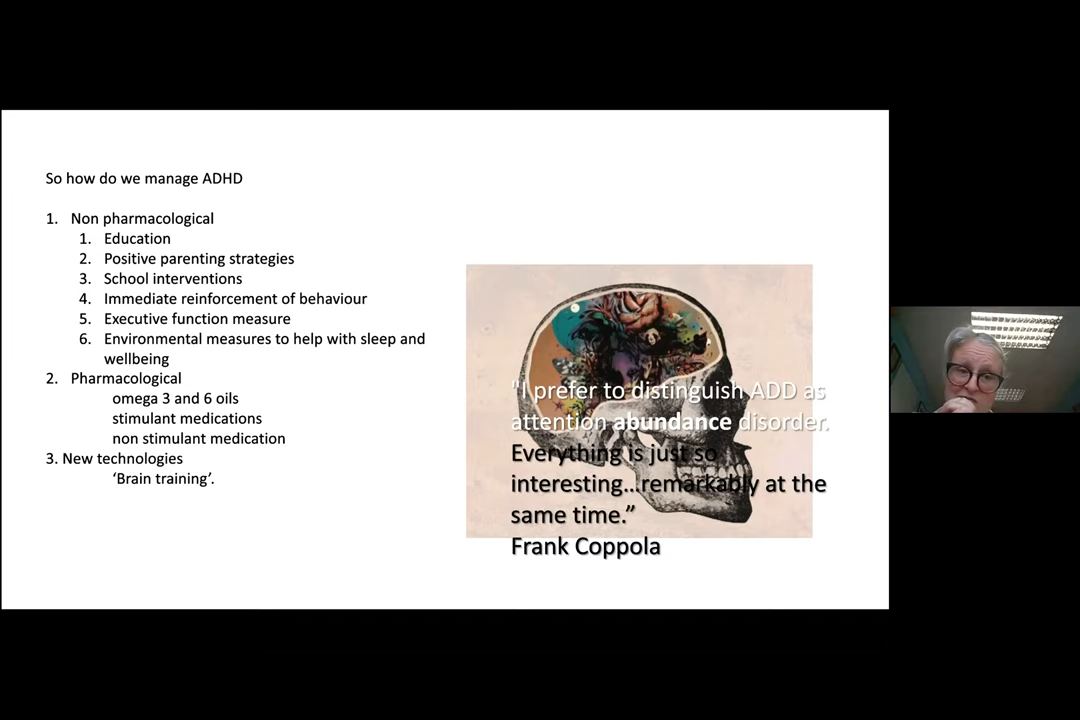 So how do we manage ADHD
1. Non pharmacological
1. Education
2. Positive parenting strategies
3. School interventions
4. Immediate reinforcement of behaviour
5. Executive function measure
6. Environmental measures to help with sleep and
wellbeing
2. Pharmacological
omega 3 and 6 oils
stimulant medications
non stimulant medication
3. New technologies
‘Brain training’.
"I prefer to distinguish ADD as
attention abundance disorder.
Everything is just so
interesting...remarkably at the
same time.”
Frank Coppola